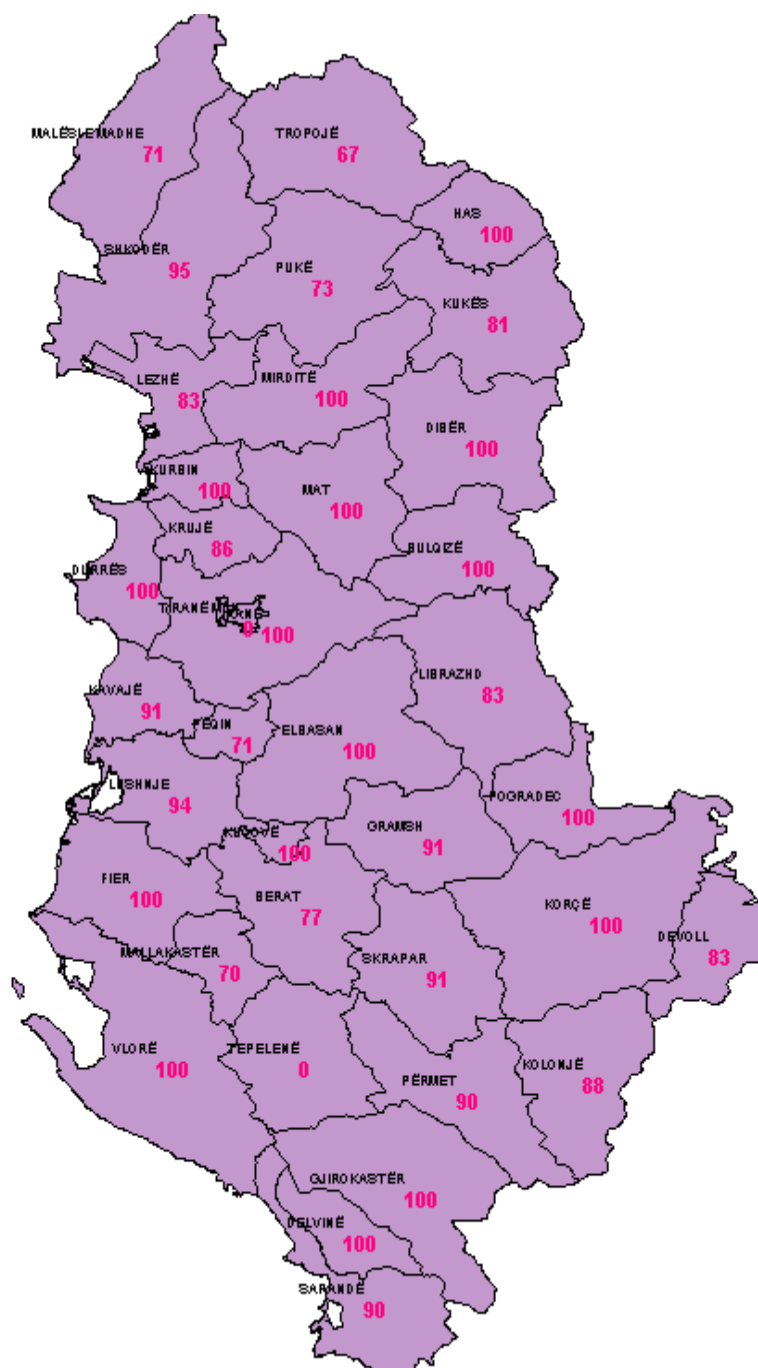 MALËSI E MADHE
71
TROPOJË
67
HAS
100
SHKODËR
95
PUKË
73
KUKËS
81
LEZHË
83
MIRDITË
100
DIBËR
100
KURBIN
100
MAT
100
KRUJË
86
BULQIZË
100
DURRËS
100
0
100
LIBRAZHD
83
KAVAJË
91
PEQIN
71
ELBASAN
100
LUSHNJE
94
POGRADEC
100
KUÇOVË
100
GRAMSH
91
FIER
100
BERAT
77
KORÇË
100
DEVOLL
83
MALLAKASTËR
70
SKRAPAR
91
VLORË
100
TEPELENË
0
PËRMET
90
KOLONJË
88
GJIROKASTËR
100
DELVINË
100
SARANDË
90